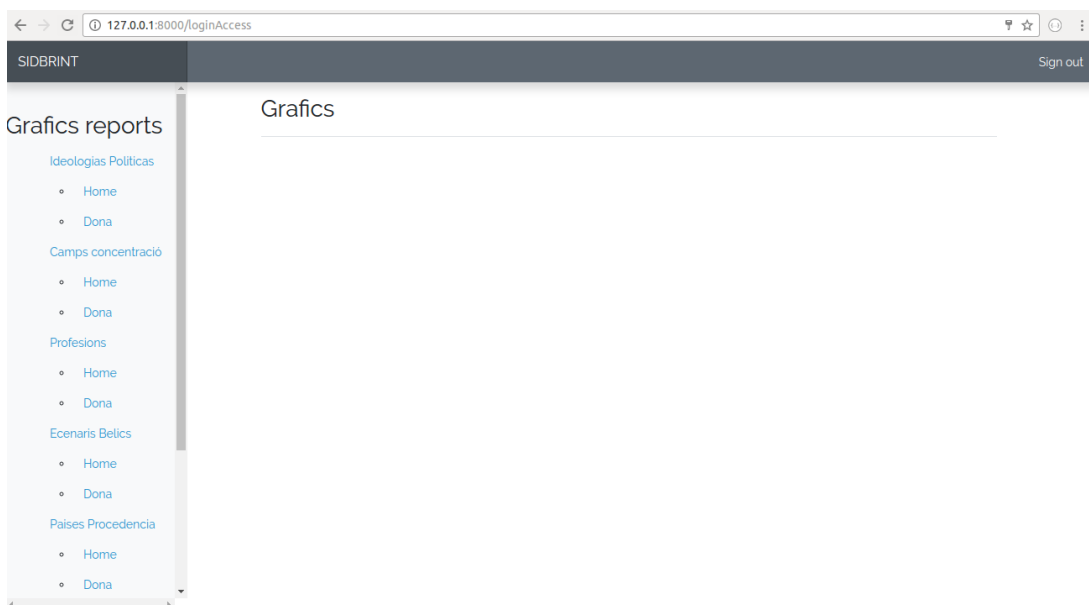 127.0.0.1:8000/loginAccess
SIDBRINT
Sign out
Grafics reports
Ideologias Politicas
Home
Dona
Camps concentració
Home
Dona
Profesions
Home
Dona
Ecenaris Belics
Home
Dona
Paises Procedencia
Home
Dona
Grafics